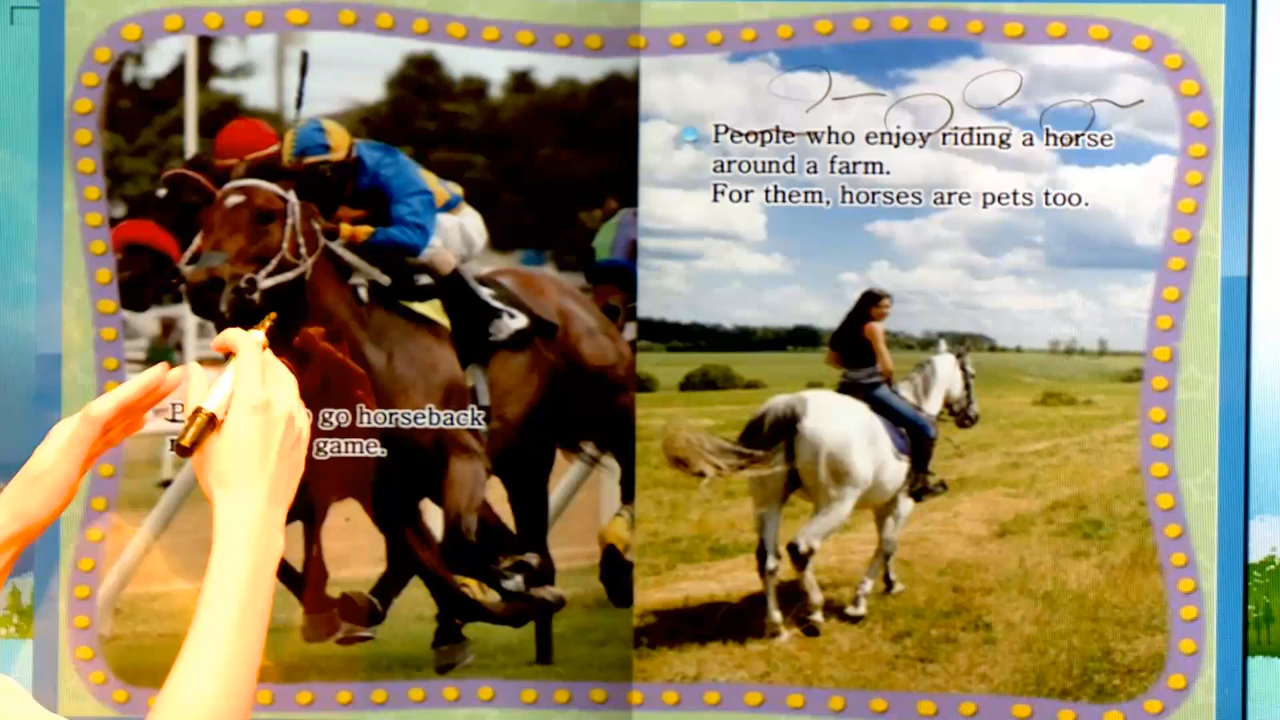 go horseback
game.
People who enjoy riding a horse
around a farm.
For them, horses are pets too.